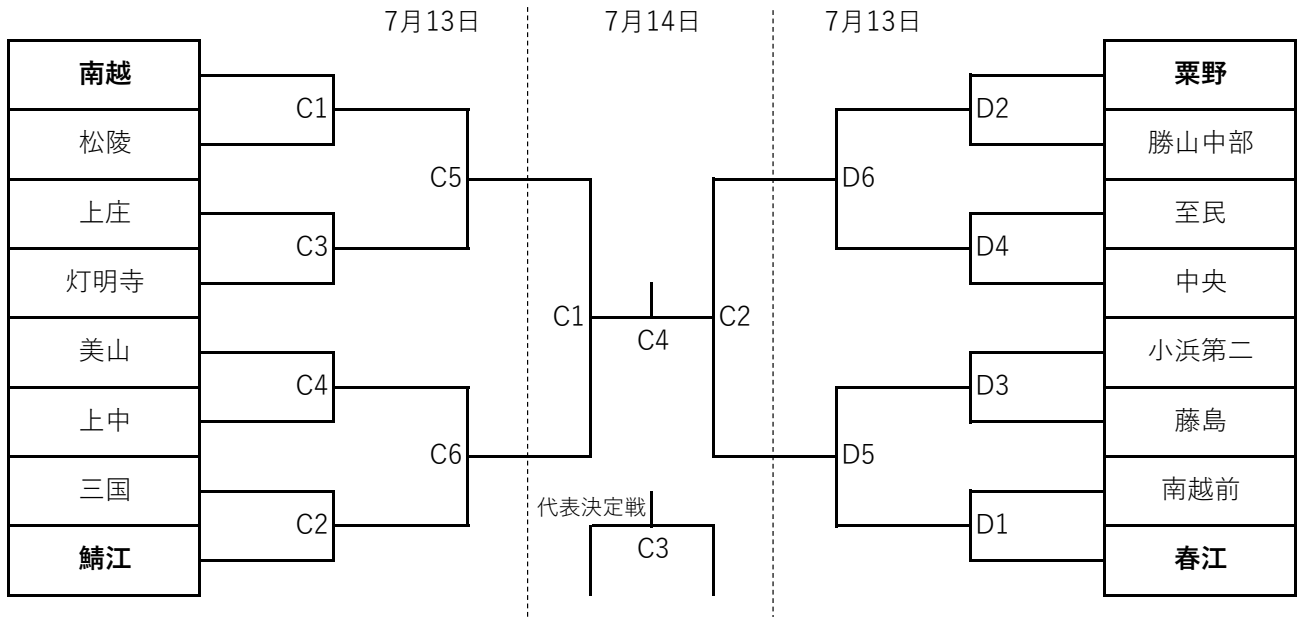 7月13日
7月14日
7月13日
南越
松陵
上庄
灯明寺
美山
上中
三国
鯖江
C1
C3
C4
C2
C5
C6
C1
C4
C2
代表決定戦
C3
D6
D5
D2
D4
D3
D1
粟野
勝山中部
至民
中央
小浜第二
藤島
南越前
春江